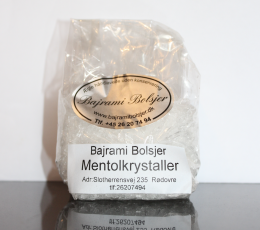 Bajrami Bolsjer
www.bajramibolsjer.dk
Tlf. +45 26 20 74 94
Bajrami Bolsjer
Mentolkrystaller
Adr:Slotherrensvej 235 Rødovre
tlf.26207494